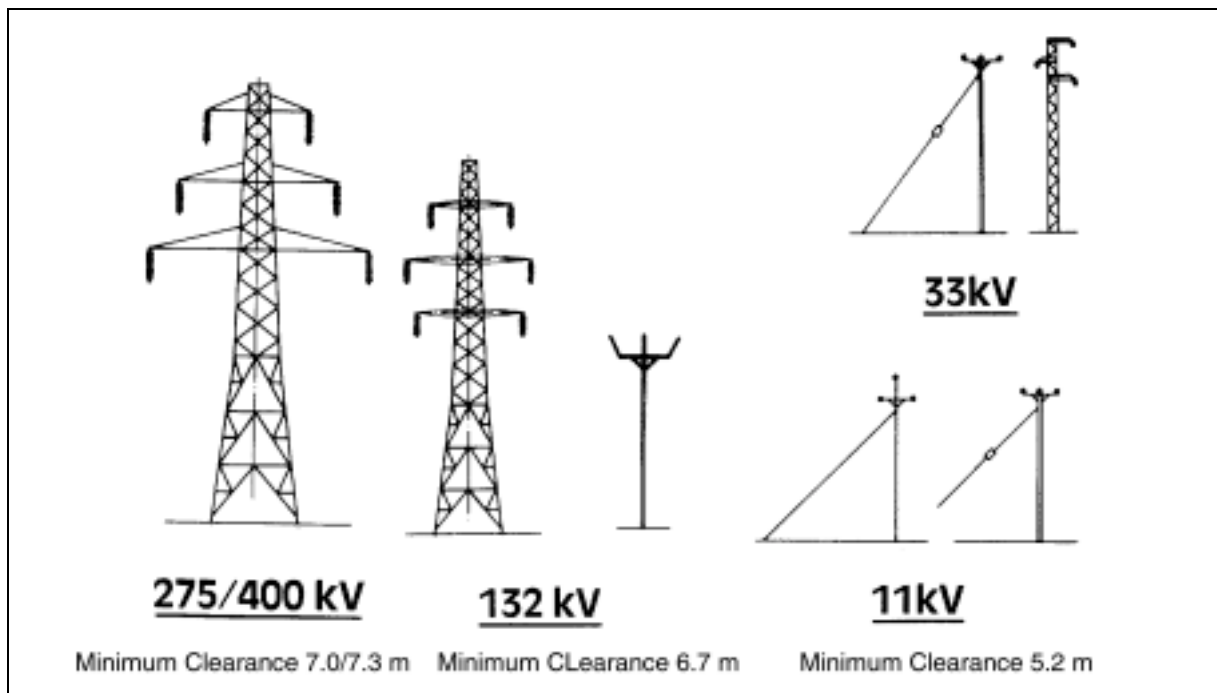 33kV
275/400 kV
132 kV
11kV
Minimum Clearance 7.0/7.3 m
Minimum CLearance 6.7 m
Minimum Clearance 5.2 m